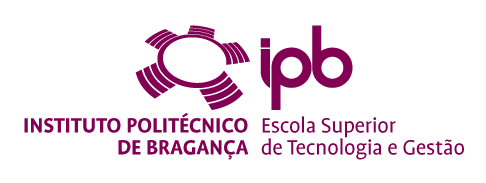 ipb
INSTITUTO POLITÉCNICO
DE BRAGANÇA
Escola Superior
de Tecnologia e Gestão